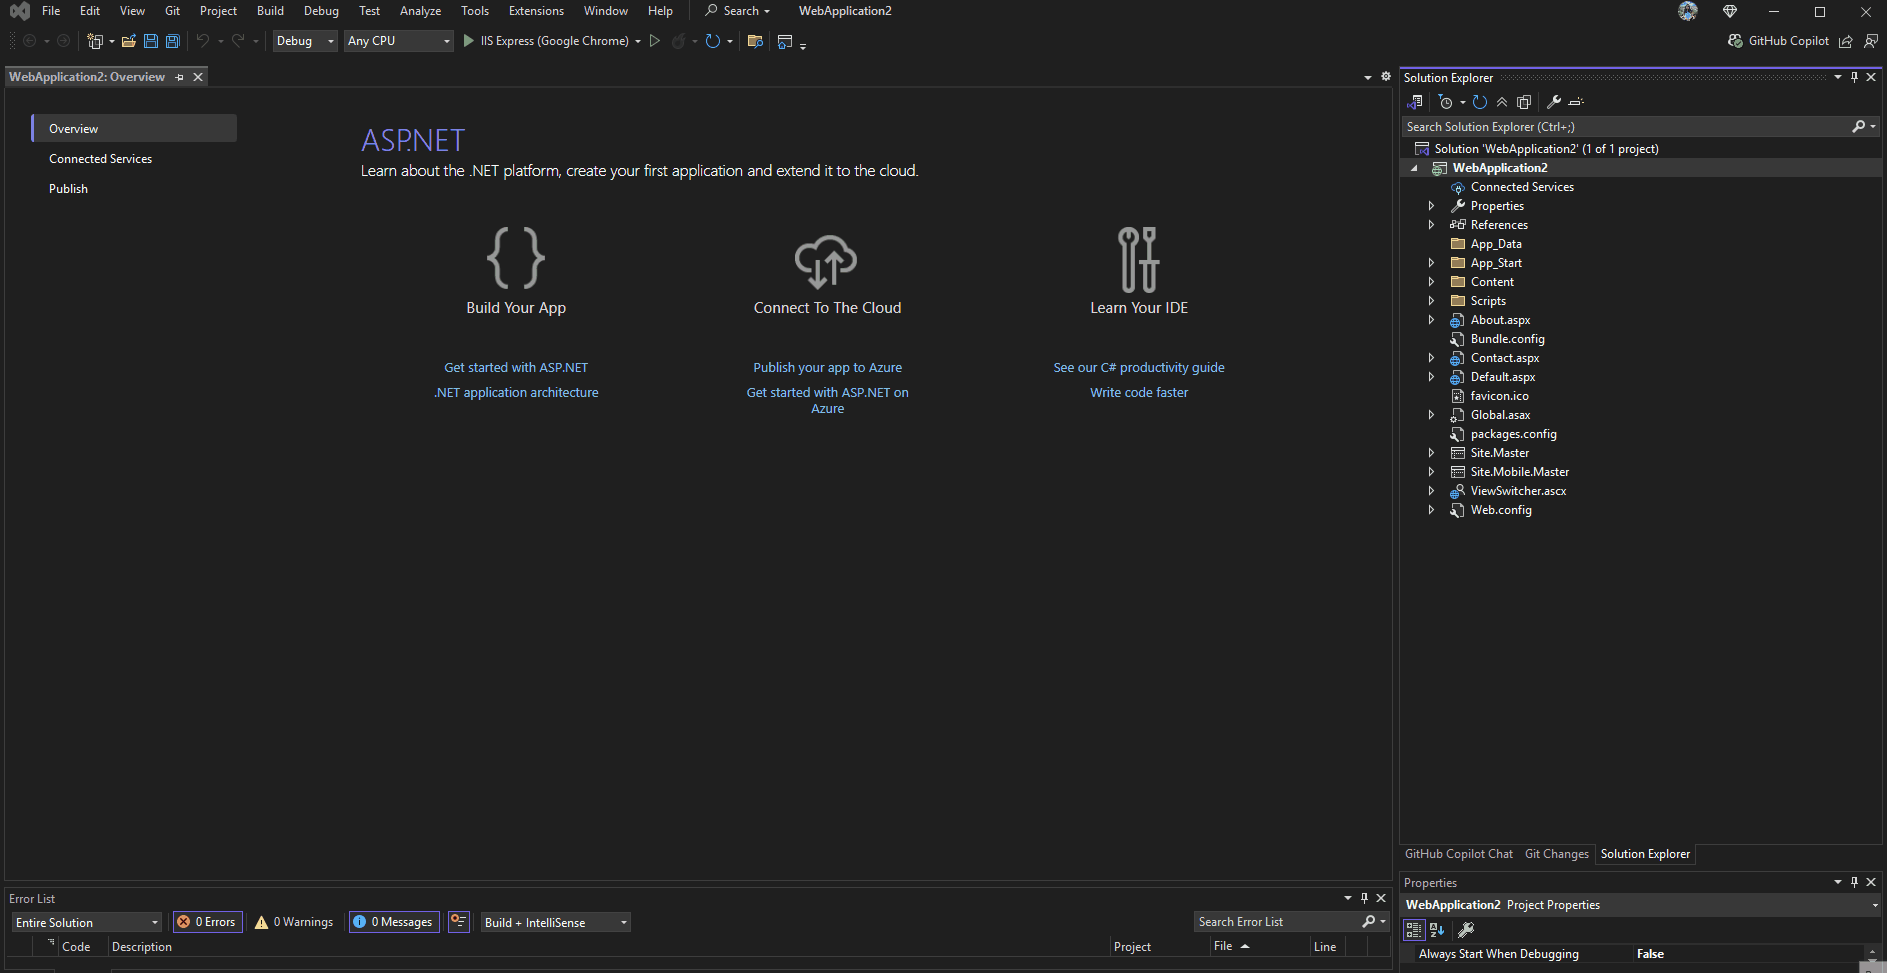 File Edit View Git Project Build Debug Test Analyze Tools Extensions Window Help Search WebApplication2
Debug Any CPU IIS Express (Google Chrome) GitHub Copilot
WebApplication2: Overview
Overview
Connected Services
Publish
ASP.NET
Learn about the .NET platform, create your first application and extend it to the cloud.
Build Your App
Get started with ASP.NET
.NET application architecture
Connect To The Cloud
Publish your app to Azure
Get started with ASP.NET on
Azure
Learn Your IDE
See our C# productivity guide
Write code faster
Solution Explorer
Search Solution Explorer (Ctrl+;)
Solution 'WebApplication2' (1 of 1 project)
WebApplication2
Connected Services
Properties
References
App_Data
App_Start
Content
Scripts
About.aspx
Bundle.config
Contact.aspx
Default.aspx
favicon.ico
Global.asax
packages.config
Site.Master
Site.Mobile.Master
ViewSwitcher.ascx
Web.config
GitHub Copilot Chat Git Changes Solution Explorer
Error List
Entire Solution 0 Errors 0 Warnings 0 Messages Build + IntelliSense Search Error List
Code Description Project File Line
Properties
WebApplication2 Project Properties
Always Start When Debugging False